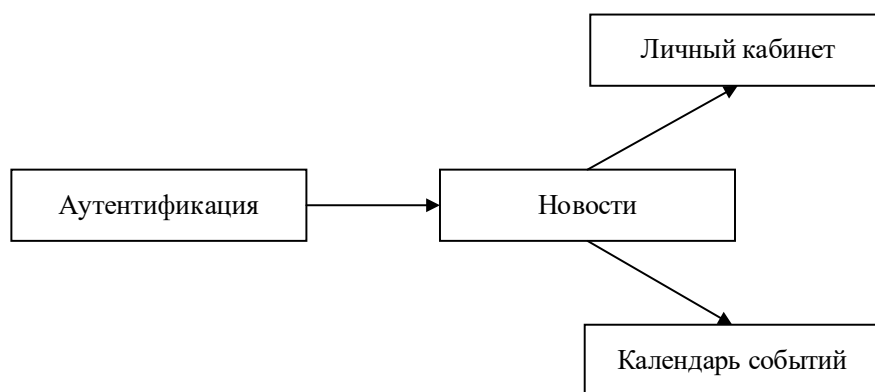 Личный кабинет
Аутентификация
Новости
Календарь событий